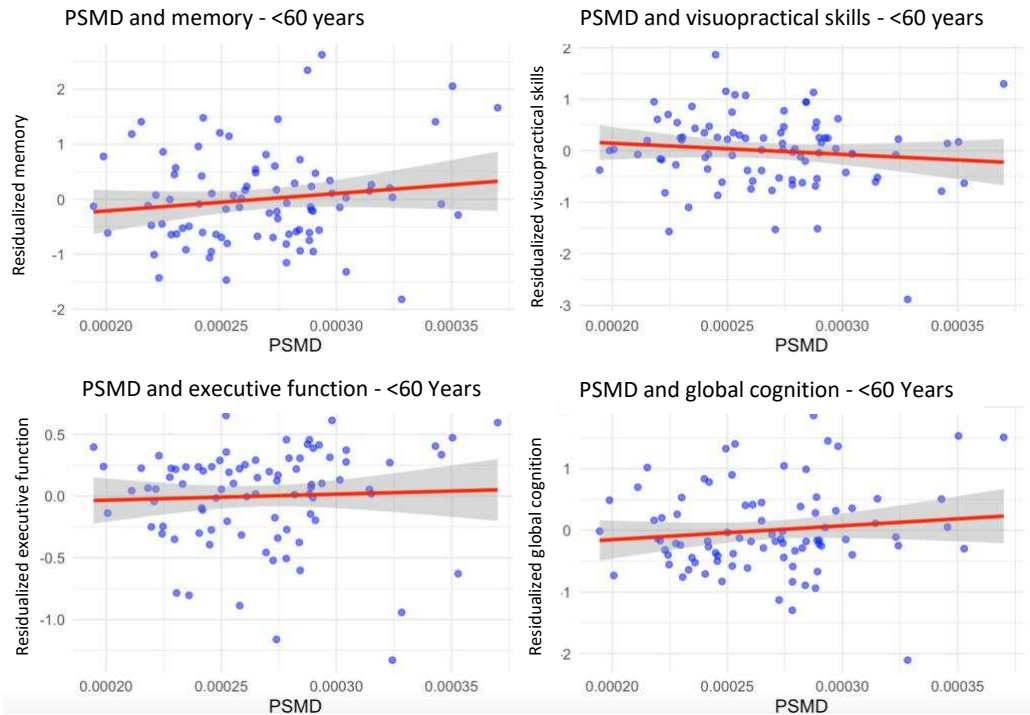 PSMD and memory - <60 years
Residualized memory
2
1
0
-1
-2
0.00020 0.00025 0.00030 0.00035
PSMD
PSMD and visuopractical skills - <60 years
Residualized visuopractical skills
2
1
0
-1
-2
-3
0.00020 0.00025 0.00030 0.00035
PSMD
PSMD and executive function - <60 Years
Residualized executive function
0.5
0.0
-0.5
-1.0
0.00020 0.00025 0.00030 0.00035
PSMD
PSMD and global cognition - <60 Years
Residualized global cognition
1
0
-1
-2
0.00020 0.00025 0.00030 0.00035
PSMD